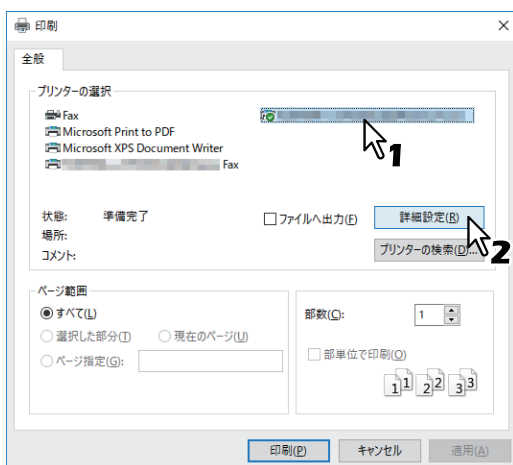 印刷
全般
プリンターの選択
Fax
Microsoft Print to PDF
Microsoft XPS Document Writer
Fax
1
状態: 準備完了
ファイルへ出力(F)
詳細設定(R)
場所:
プリンターの検索(D)...
2
コメント:
ページ範囲
すべて(L)
選択した部分(T) 現在のページ(U)
ページ指定(G):
部数(C): 1
部単位で印刷(O)
1 1 2 2 3 3
印刷(P) キャンセル 適用(A)